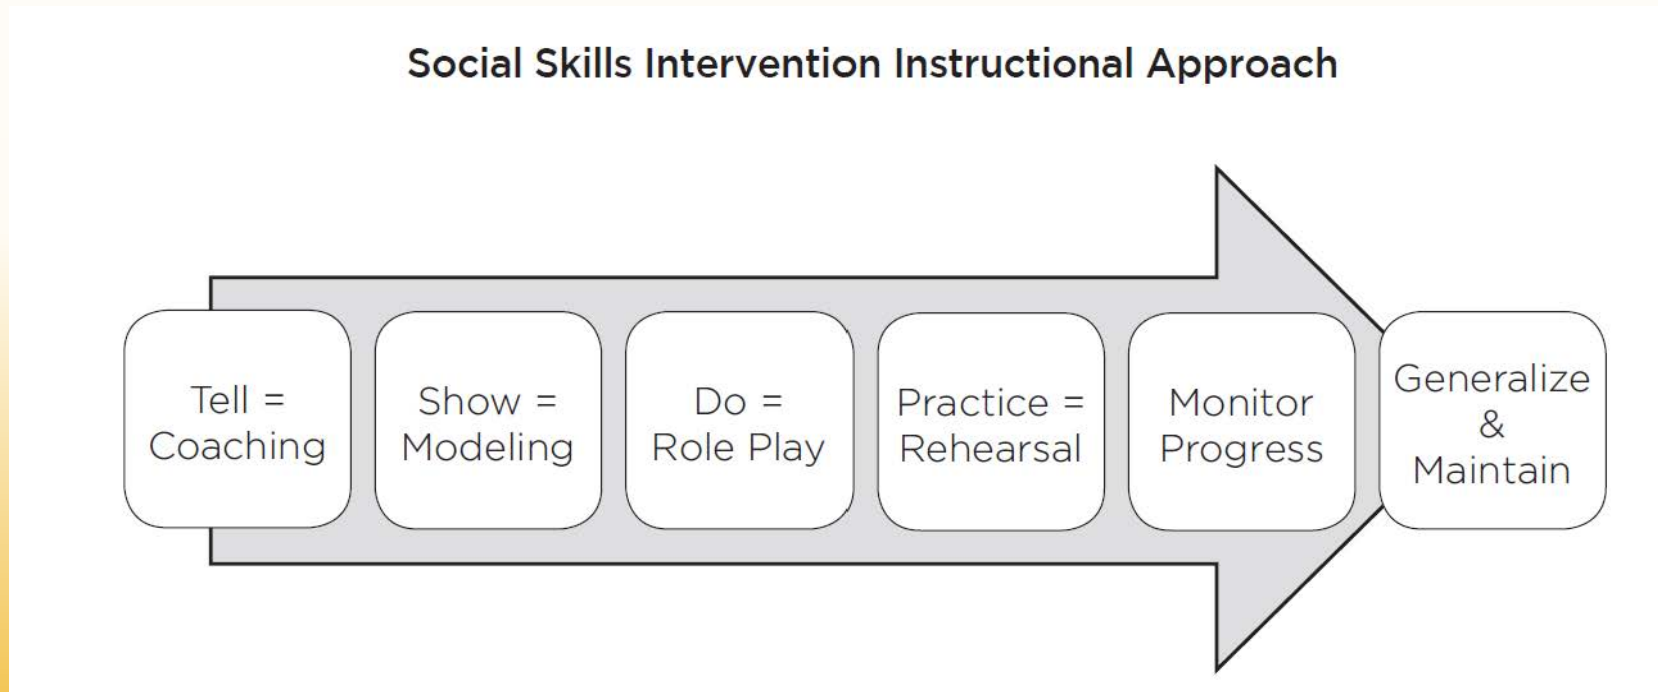 Social Skills Intervention Instructional Approach
Tell =
Coaching
Show =
Modeling
Do =
Role Play
Practice =
Rehearsal
Monitor
Progress
Generalize
&
Maintain